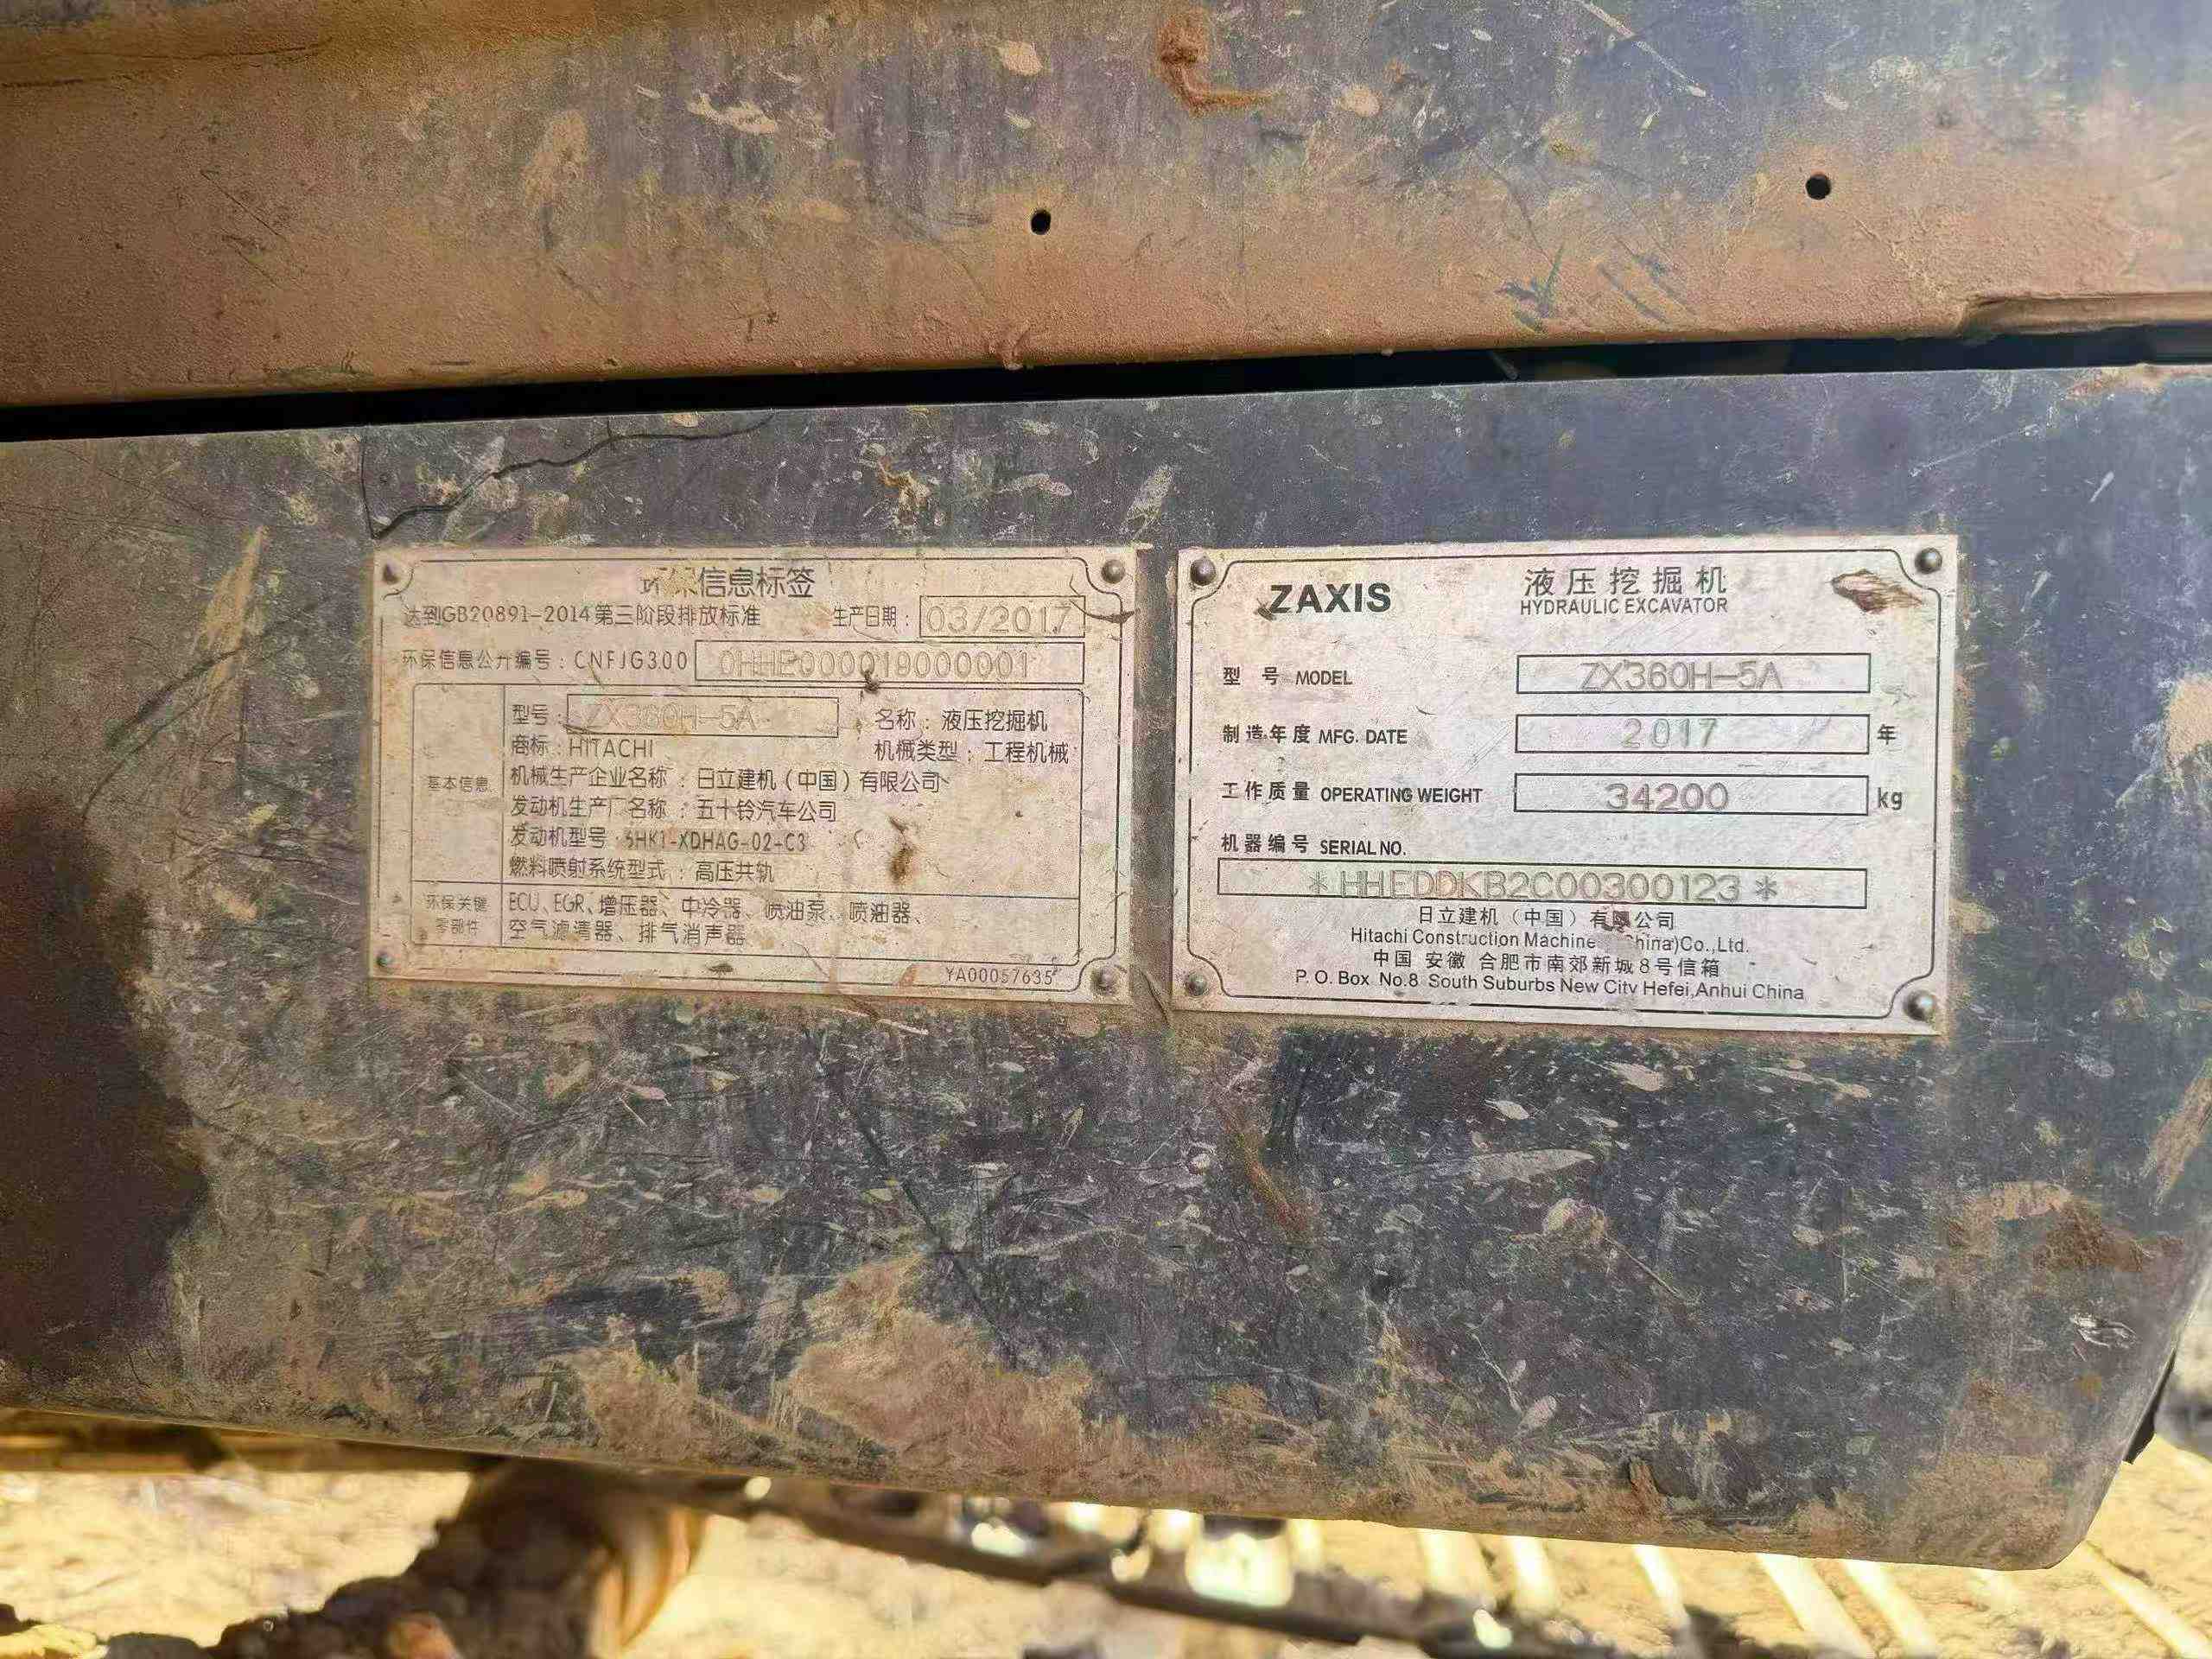 环保信息标签
达到GB20891-2014第三阶段排放标准 生产日期: 03/2017
环保信息公开编号: CNFJG300 0HHE000019000001
基本信息
型号: ZX360H-5A 名称: 液压挖掘机
商标: HITACHI 机械类型: 工程机械
机械生产企业名称: 日立建机(中国)有限公司
发动机生产厂名称: 五十铃汽车公司
发动机型号: 6HK1-XDHAG-02-C3
燃料喷射系统型式: 高压共轨
环保关键零部件
ECU、EGR、增压器、中冷器、喷油泵、喷油器、
空气滤清器、排气消声器
YA00057635
ZAXIS 液压挖掘机
HYDRAULIC EXCAVATOR
型号 MODEL ZX360H-5A
制造年度 MFG. DATE 2017 年
工作质量 OPERATING WEIGHT 34200 kg
机器编号 SERIAL NO.
*HHEDDKB2C00300123*
日立建机(中国)有限公司
Hitachi Construction Machine China)Co.,Ltd.
中国 安徽 合肥市南郊新城8号信箱
P.O.Box No.8 South Suburbs New City Hefei,Anhui China